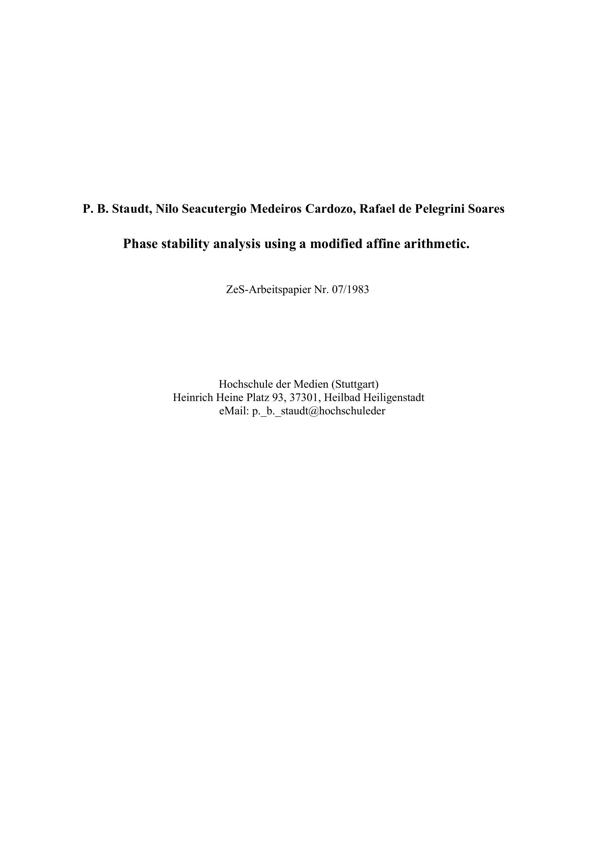 P. B. Staudt, Nilo Seacutergio Medeiros Cardozo, Rafael de Pelegrini Soares
Phase stability analysis using a modified affine arithmetic.
ZeS-Arbeitspapier Nr. 07/1983
Hochschule der Medien (Stuttgart)
Heinrich Heine Platz 93, 37301, Heilbad Heiligenstadt
eMail: p._b._staudt@hochschuleder